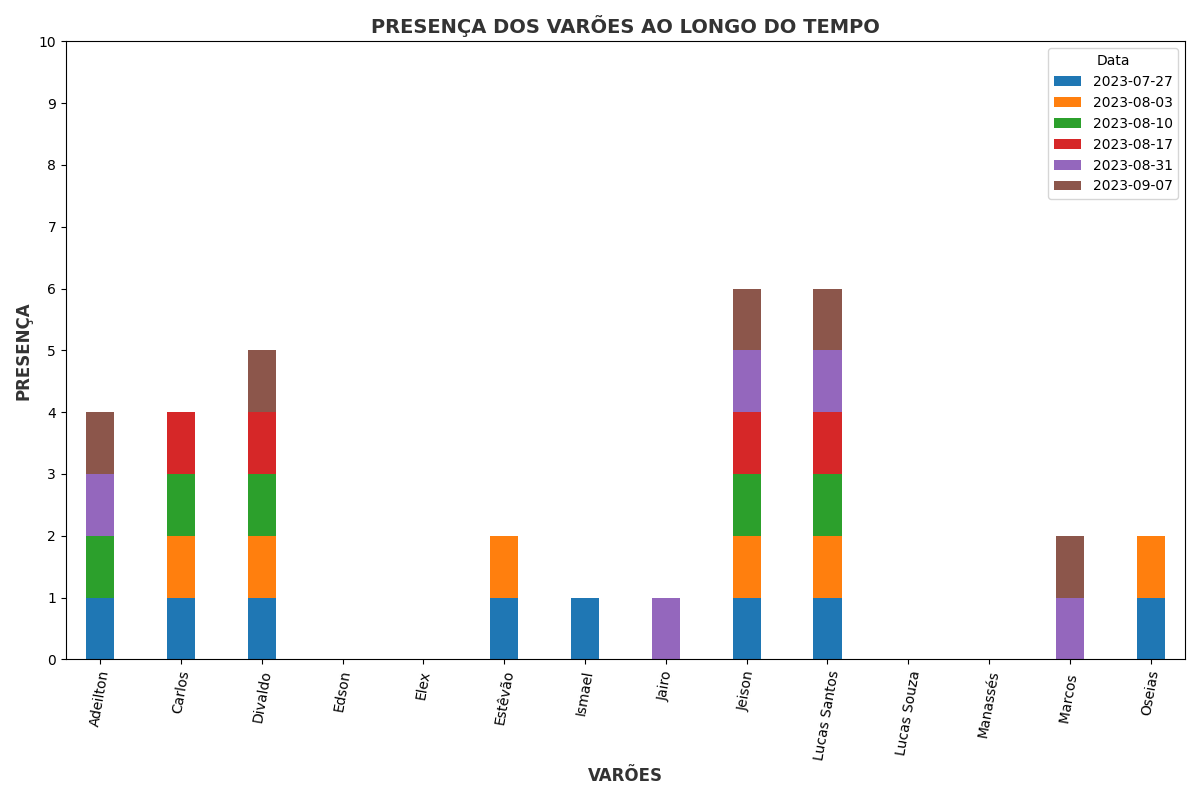 PRESENÇA DOS VARÕES AO LONGO DO TEMPO
Data
2023-07-27
2023-08-03
2023-08-10
2023-08-17
2023-08-31
2023-09-07
PRESENÇA
10
9
8
7
6
5
4
3
2
1
0
Adeilton
Carlos
Divaldo
Edson
Elex
Estêvão
Ismael
Jairo
Jeison
Lucas Santos
Lucas Souza
Manassés
Marcos
Oseias
VARÕES